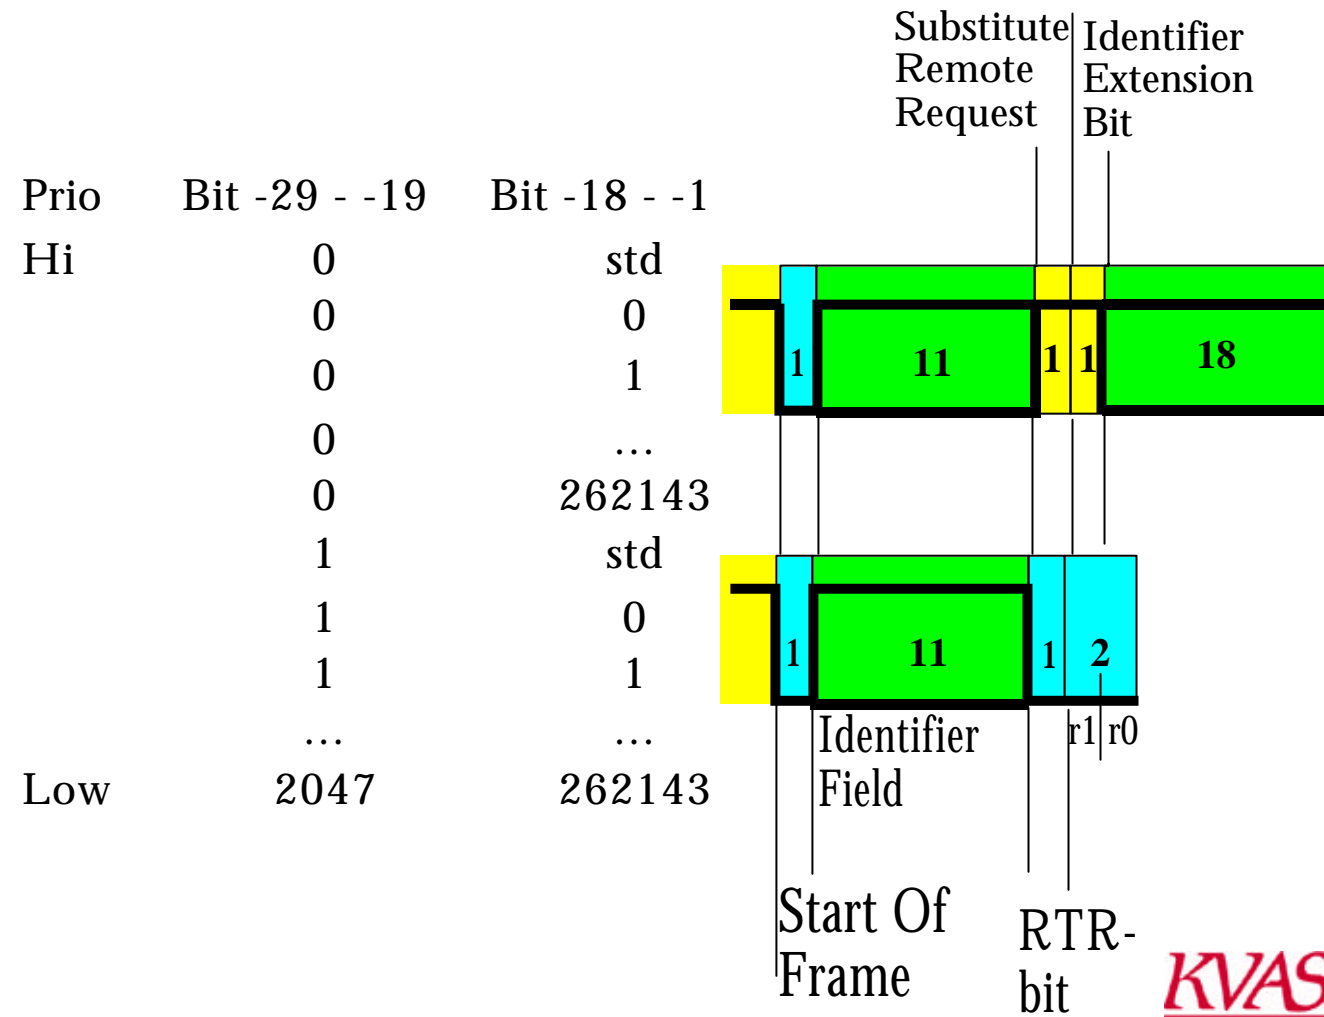 Substitute
Remote
Request
Identifier
Extension
Bit
Prio Bit -29 - -19 Bit -18 - -1
Hi 0 std
0 0
0 1
0 ...
0 262143
1 std
1 0
1 1
... ...
Low 2047 262143
1 11 1 1 18
1 11 1 2
Identifier
Field
r1 r0
Start Of
Frame
RTR-
bit
KVAS